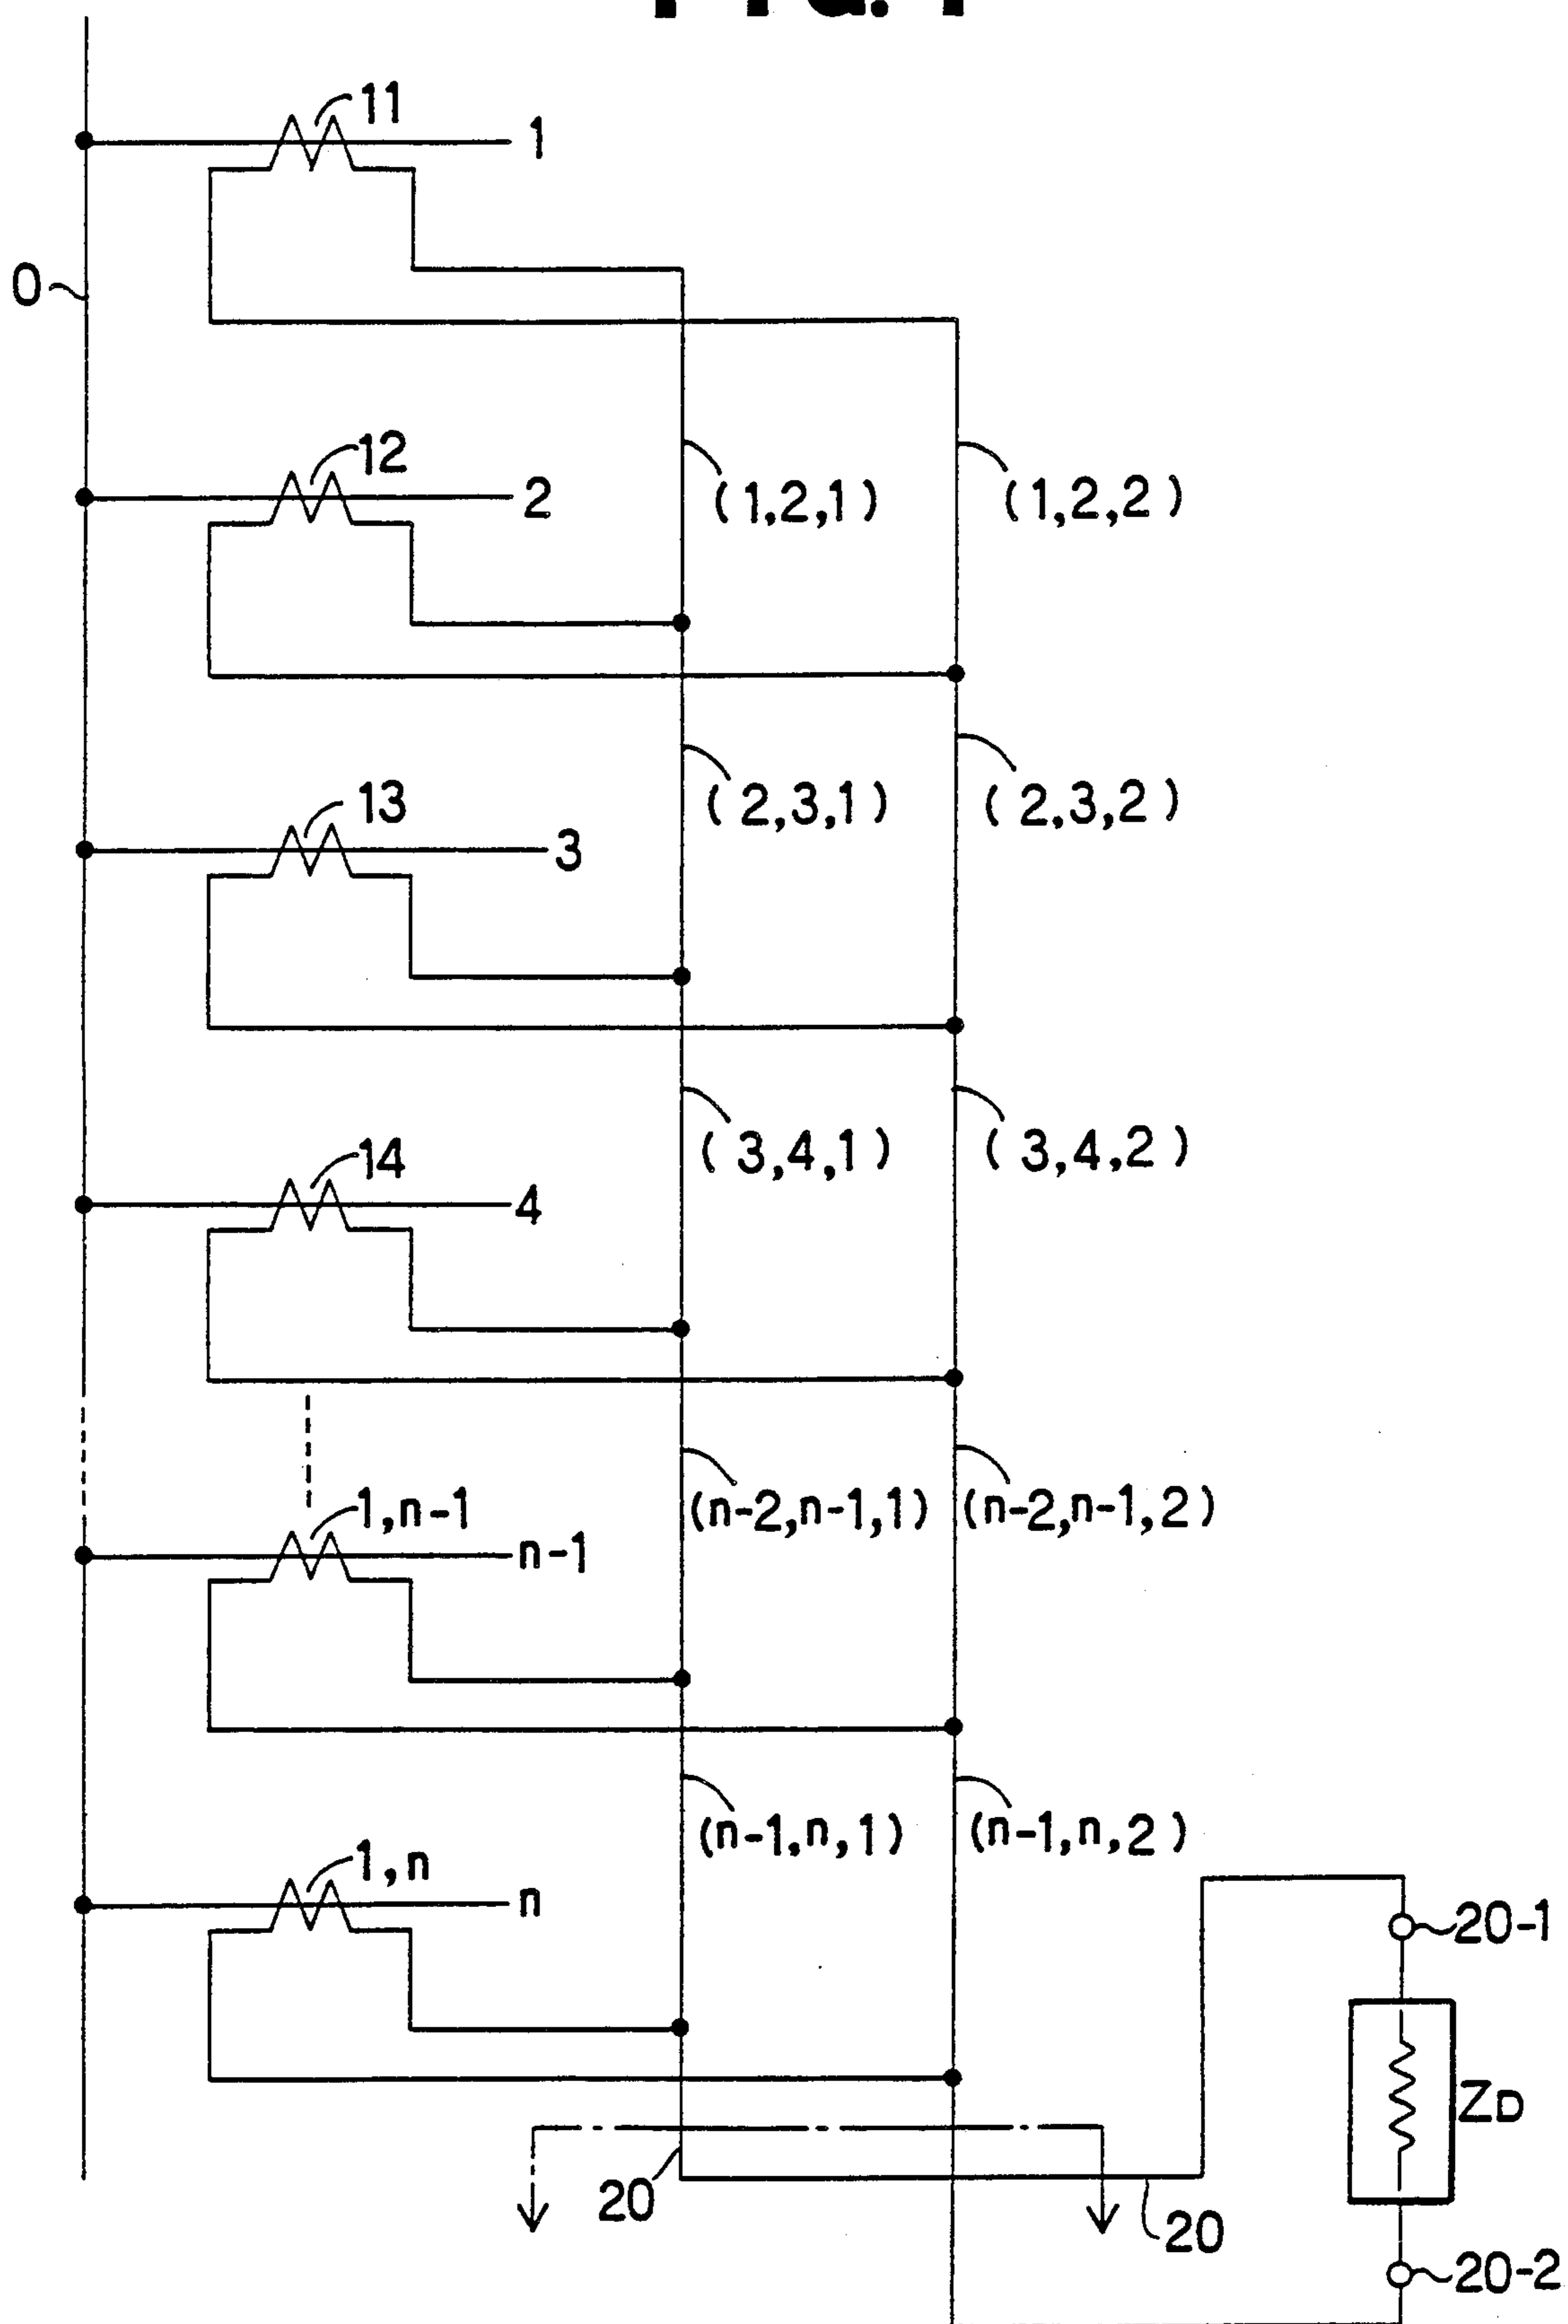 FIG. 1
11
1
0
12
2
(1,2,1)
(1,2,2)
13
3
(2,3,1)
(2,3,2)
14
4
(3,4,1)
(3,4,2)
1,n-1
n-1
(n-2,n-1,1)
(n-2,n-1,2)
(n-1,n,1)
(n-1,n,2)
1,n
n
20-1
ZD
20
20
20-2